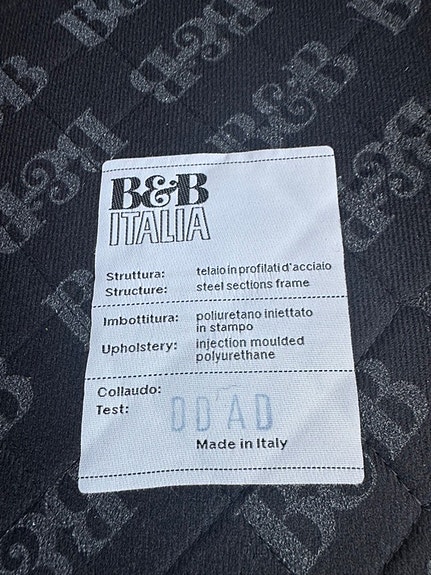 B&B
ITALIA
Struttura: telaio in profilati d'acciaio
Structure: steel sections frame
Imbottitura: poliuretano iniettato
in stampo
Upholstery: injection moulded
polyurethane
Collaudo:
Test:
Made in Italy